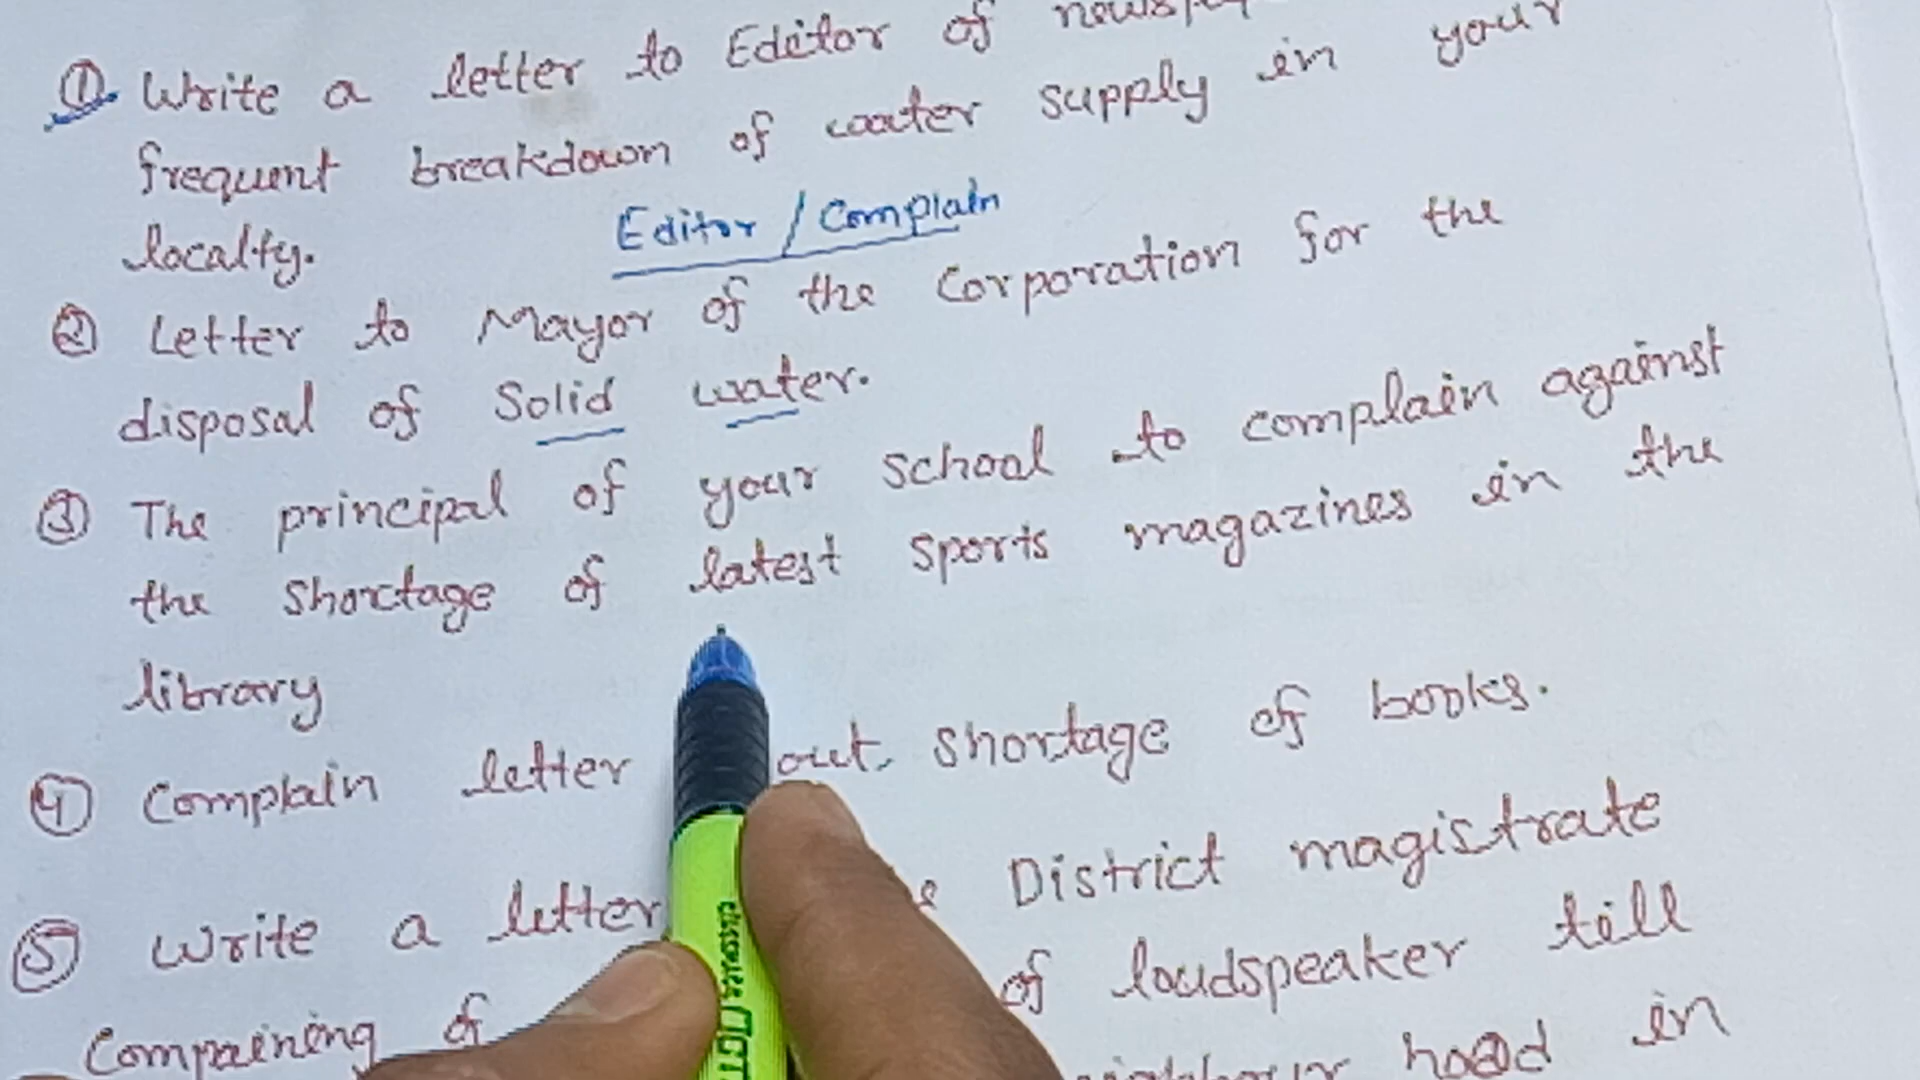 ① Write a letter to Editor of
frequent breakdown of water supply in your
localty.
Editor / Complain
② Letter to Mayor of the Corporation for the
disposal of Solid water.
③ The principal of your school to complain against
the shortage of latest sports magazines in the
library
④ Complain letter out shortage of books.
⑤ Write a letter District magistrate
Compaining of of loudspeaker till
hood in